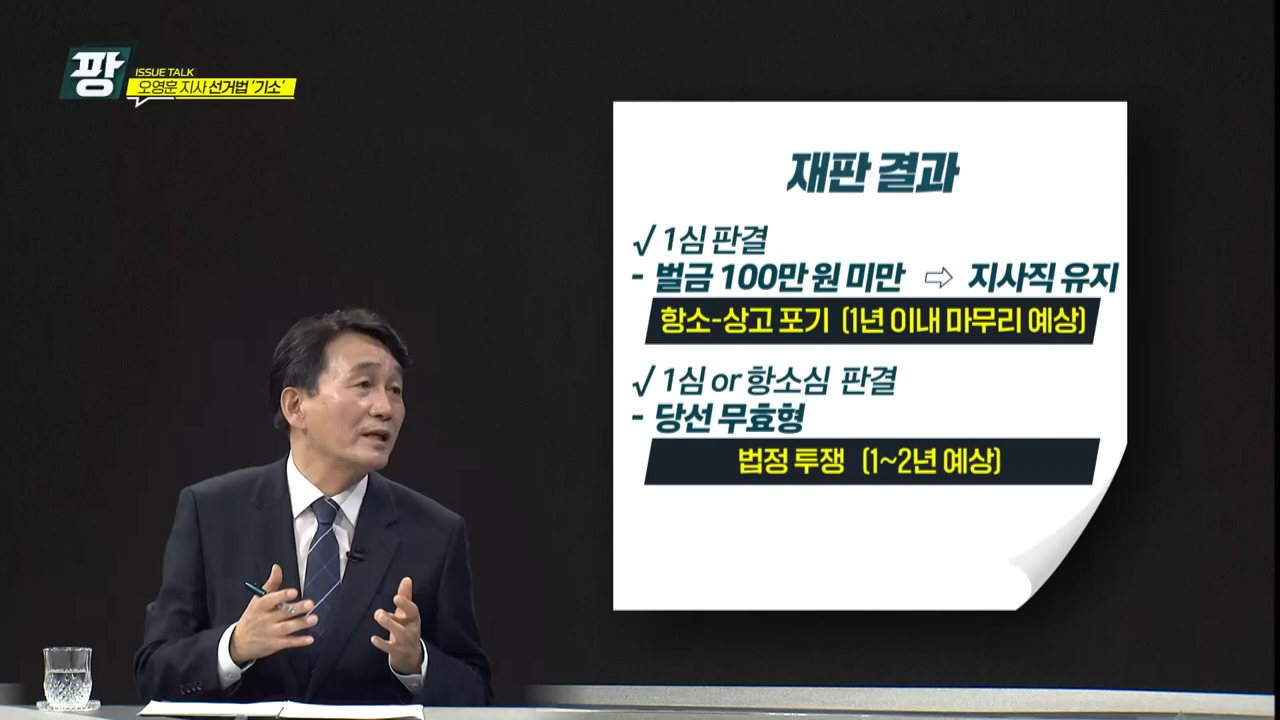 팡
ISSUE TALK
오영훈 지사 선거법 '기소'
재판 결과
√ 1심 판결
- 벌금 100만 원 미만 ⇨ 지사직 유지
항소-상고 포기 (1년 이내 마무리 예상)
√ 1심 or 항소심 판결
- 당선 무효형
법정 투쟁 (1~2년 예상)